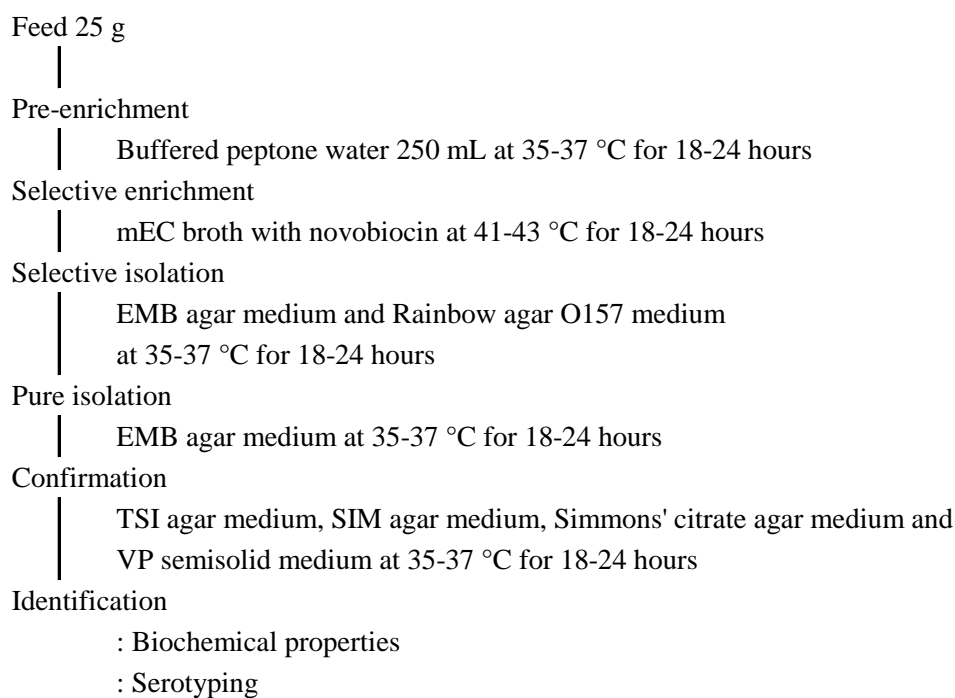 Feed 25 g
Pre-enrichment
Buffered peptone water 250 mL at 35-37 °C for 18-24 hours
Selective enrichment
mEC broth with novobiocin at 41-43 °C for 18-24 hours
Selective isolation
EMB agar medium and Rainbow agar O157 medium
at 35-37 °C for 18-24 hours
Pure isolation
EMB agar medium at 35-37 °C for 18-24 hours
Confirmation
TSI agar medium, SIM agar medium, Simmons' citrate agar medium and
VP semisolid medium at 35-37 °C for 18-24 hours
Identification
: Biochemical properties
: Serotyping